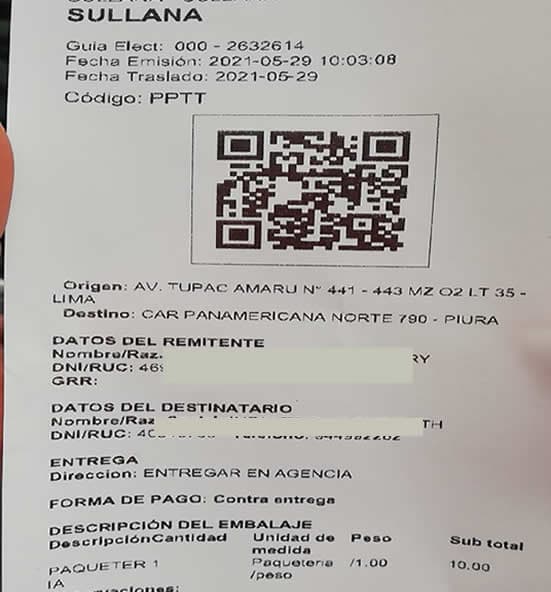 SULLANA
Guia Elect: 000 - 2632614
Fecha Emisión: 2021-05-29 10:03:08
Fecha Traslado: 2021-05-29
Código: PPTT
Origen: AV. TUPAC AMARU N° 441 - 443 MZ O2 LT 35 -
LIMA
Destino: CAR PANAMERICANA NORTE 790 - PIURA
DATOS DEL REMITENTE
Nombre/Raz. RY
DNI/RUC: 469
GRR:
DATOS DEL DESTINATARIO
Nombre/Raz TH
DNI/RUC:
ENTREGA
Direccion: ENTREGAR EN AGENCIA
FORMA DE PAGO: Contra entrega
DESCRIPCIÓN DEL EMBALAJE
DescripciónCantidad Unidad de medida Peso Sub total
PAQUETER 1 Paqueteria /1.00 10.00
IA /peso